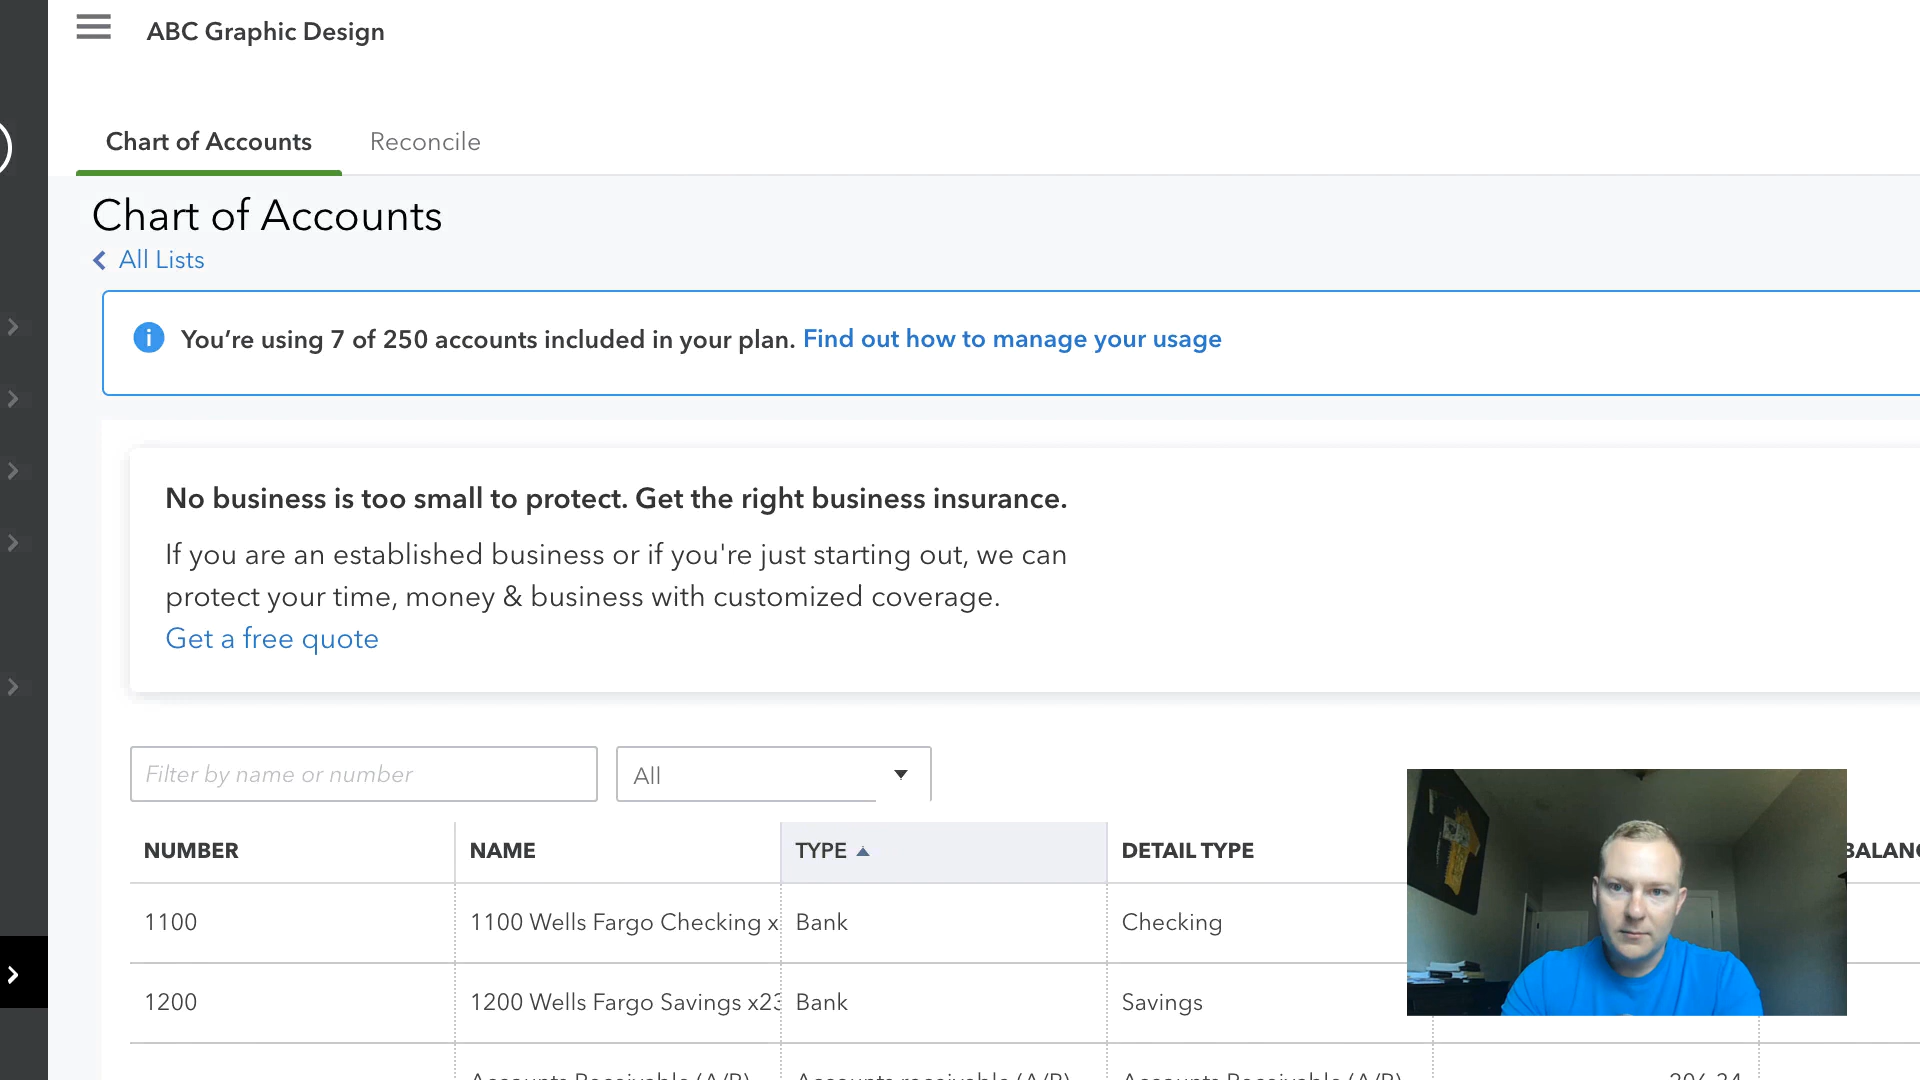 ABC Graphic Design
Chart of Accounts
Reconcile
Chart of Accounts
All Lists
You’re using 7 of 250 accounts included in your plan. Find out how to manage your usage
No business is too small to protect. Get the right business insurance.
If you are an established business or if you're just starting out, we can
protect your time, money & business with customized coverage.
Get a free quote
Filter by name or number
All
NUMBER NAME TYPE DETAIL TYPE
1100 1100 Wells Fargo Checking x Bank Checking
1200 1200 Wells Fargo Savings x23 Bank Savings
Accounts Receivable (A/R) Accounts receivable (A/R) Accounts Receivable (A/R)